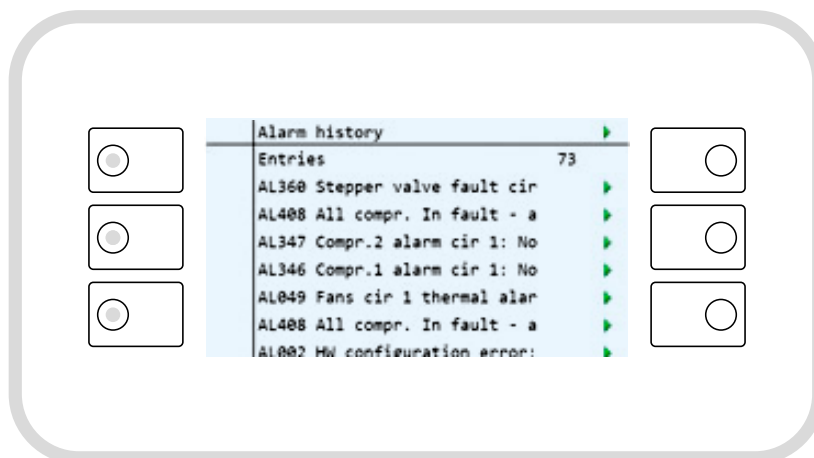 Alarm history
Entries 73
AL360 Stepper valve fault cir
AL408 All compr. In fault - a
AL347 Compr.2 alarm cir 1: No
AL346 Compr.1 alarm cir 1: No
AL049 Fans cir 1 thermal alar
AL408 All compr. In fault - a
AL002 HW configuration error: